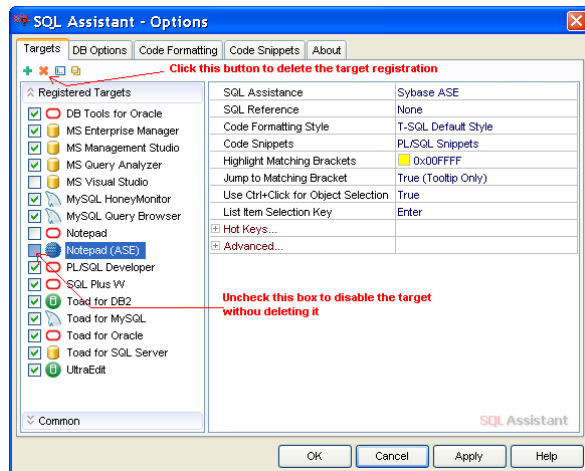 SQL Assistant - Options
Targets DB Options Code Formatting Code Snippets About
Click this button to delete the target registration
Registered Targets
DB Tools for Oracle
MS Enterprise Manager
MS Management Studio
MS Query Analyzer
MS Visual Studio
MySQL HoneyMonitor
MySQL Query Browser
Notepad
Notepad (ASE)
PL/SQL Developer
SQL Plus W
Toad for DB2
Toad for MySQL
Toad for Oracle
Toad for SQL Server
UltraEdit
Common
SQL Assistance Sybase ASE
SQL Reference None
Code Formatting Style T-SQL Default Style
Code Snippets PL/SQL Snippets
Highlight Matching Brackets 0x00FFFF
Jump to Matching Bracket True (Tooltip Only)
Use Ctrl+Click for Object Selection True
List Item Selection Key Enter
Hot Keys...
Advanced...
Uncheck this box to disable the target
withou deleting it
SQL Assistant
OK Cancel Apply Help